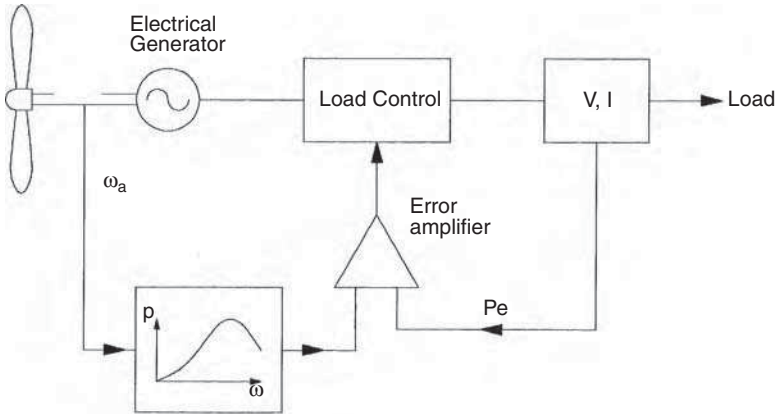 Electrical
Generator
Load Control
V, I
Load
ωa
Error
amplifier
Pe
p
ω